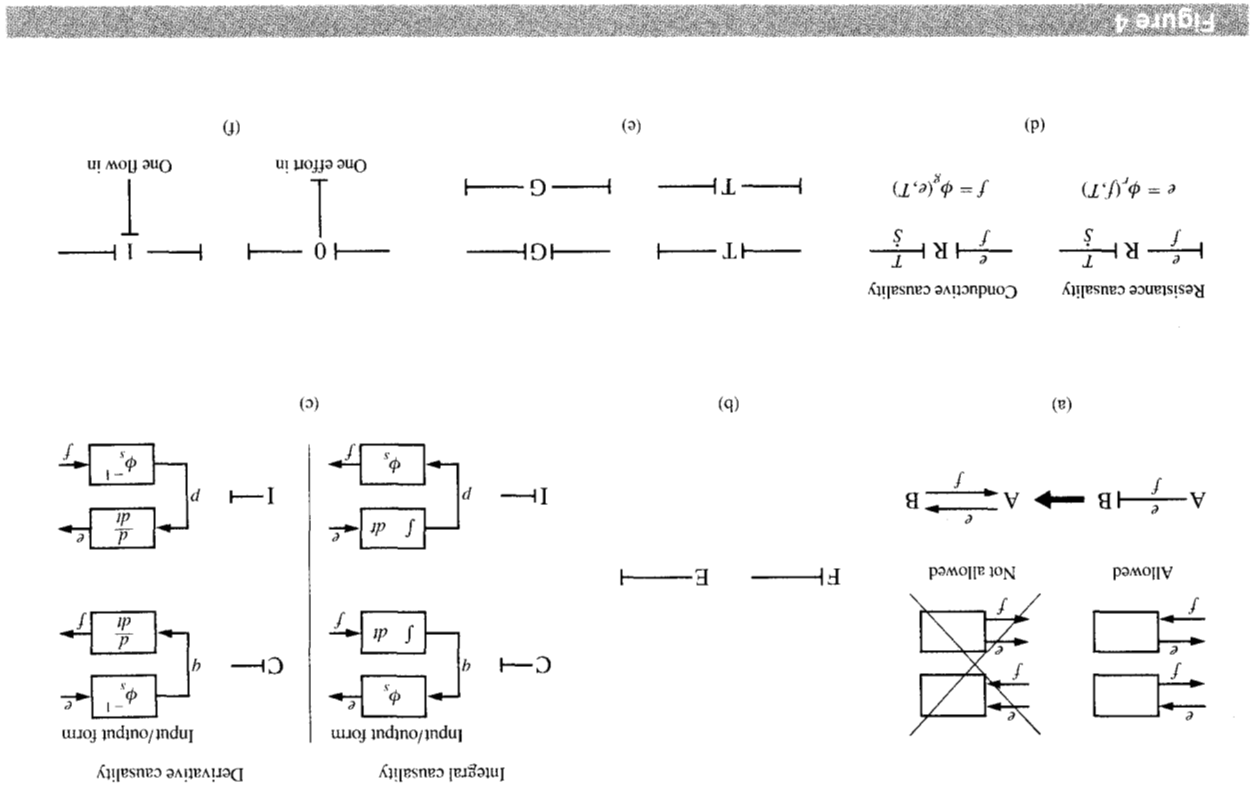 Integral causality Derivative causality
Input/output form Input/output form
e e
f f
e e
f f
Allowed Not allowed
A e f B A e f B
F E
C q φₛ e ∫ dt f
C q φₛ⁻¹ e d/dt f
I p ∫ dt e φₛ f
I p d/dt e φₛ⁻¹ f
(a) (b) (c)
Resistance causality Conductive causality
e f R T Ṡ e f R T Ṡ
T G 0 1
e = φᵣ(f,T) f = φg(e,T)
T G One effort in One flow in
(d) (e) (f)
Figure 4